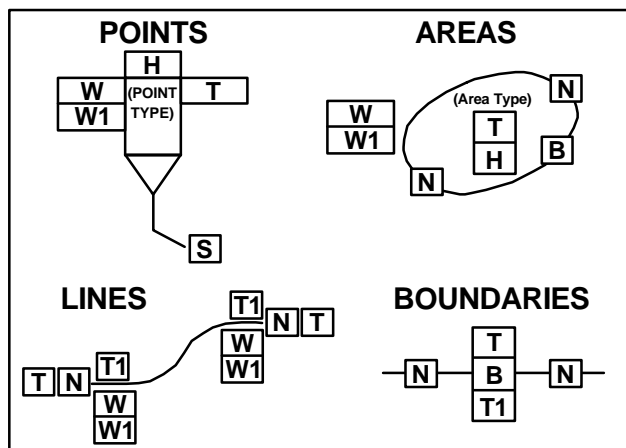 POINTS
H
W
(POINT
T
W1
TYPE)
S
AREAS
N
(Area Type)
W
T
W1
H
B
N
LINES
T1
N T
W
W1
T N
T1
W
W1
BOUNDARIES
T
N B N
T1